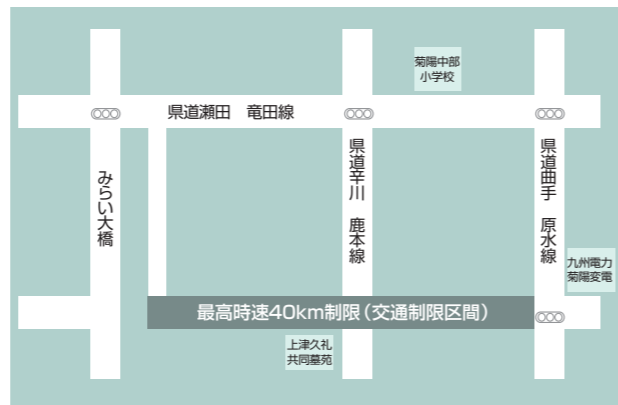 菊陽中部
小学校
県道瀬田　竜田線
みらい大橋
県道辛川　鹿本線
県道曲手　原水線
九州電力
菊陽変電
最高時速40km制限（交通制限区間）
上津久礼
共同墓苑